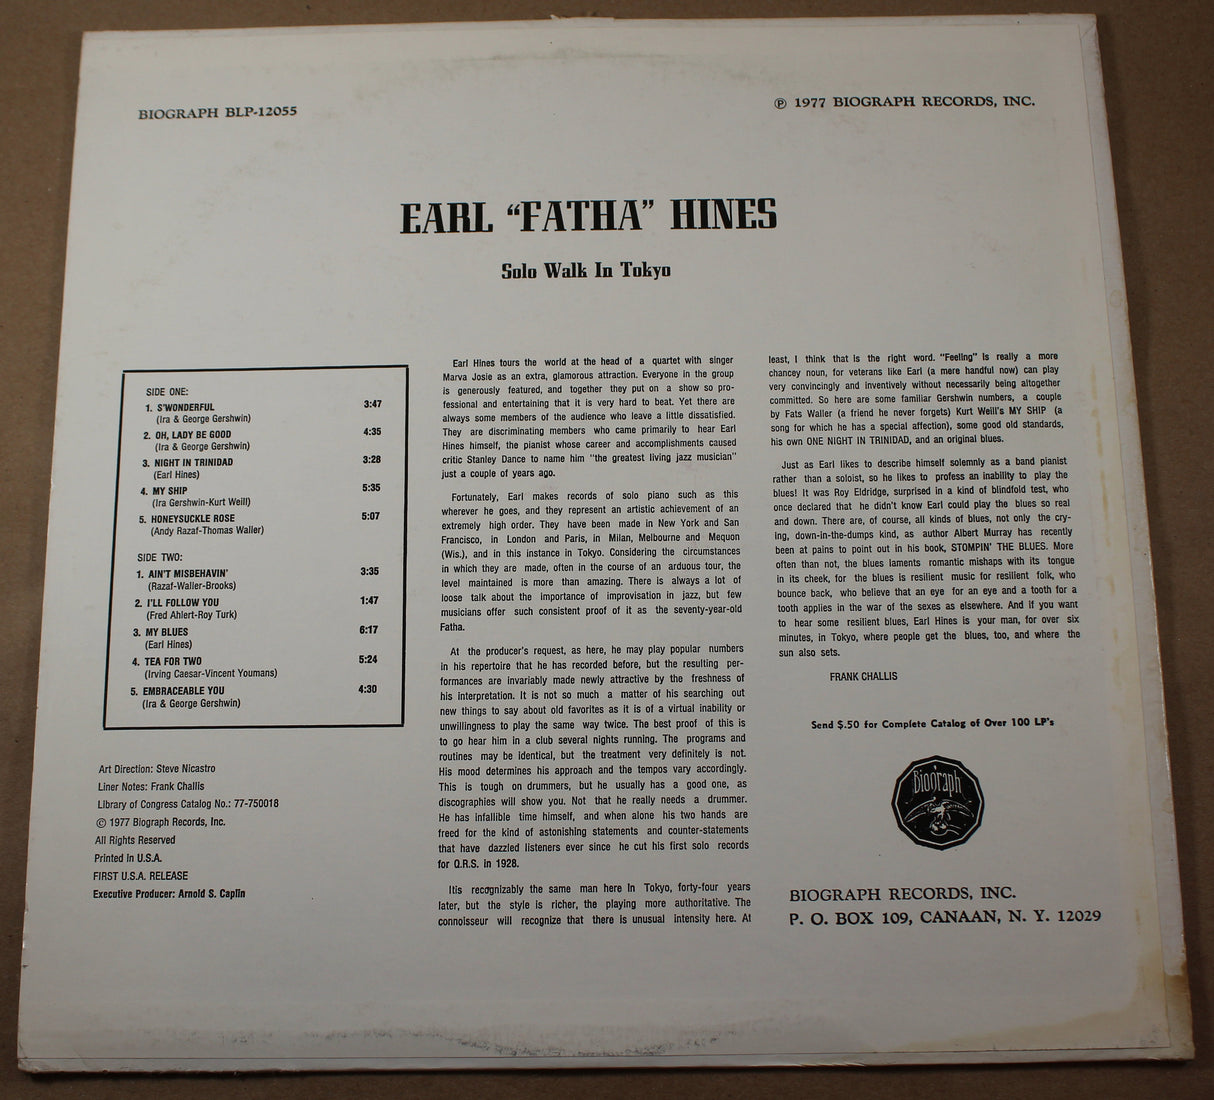 BIOGRAPH BLP-12055
℗ 1977 BIOGRAPH RECORDS, INC.
EARL "FATHA" HINES
Solo Walk In Tokyo
SIDE ONE:
1. S'WONDERFUL 3:47
(Ira & George Gershwin)
2. OH, LADY BE GOOD 4:35
(Ira & George Gershwin)
3. NIGHT IN TRINIDAD 3:28
(Earl Hines)
4. MY SHIP 5:35
(Ira Gershwin-Kurt Weill)
5. HONEYSUCKLE ROSE 5:07
(Andy Razaf-Thomas Waller)
SIDE TWO:
1. AIN'T MISBEHAVIN' 3:35
(Razaf-Waller-Brooks)
2. I'LL FOLLOW YOU 1:47
(Fred Ahlert-Roy Turk)
3. MY BLUES 6:17
(Earl Hines)
4. TEA FOR TWO 5:24
(Irving Caesar-Vincent Youmans)
5. EMBRACEABLE YOU 4:30
(Ira & George Gershwin)
Art Direction: Steve Nicastro
Liner Notes: Frank Challis
Library of Congress Catalog No.: 77-750018
© 1977 Biograph Records, Inc.
All Rights Reserved
Printed in U.S.A.
FIRST U.S.A. RELEASE
Executive Producer: Arnold S. Caplin
Earl Hines tours the world at the head of a quartet with singer
Marva Josie as an extra, glamorous attraction. Everyone in the group
is generously featured, and together they put on a show so pro-
fessional and entertaining that it is very hard to beat. Yet there are
always some members of the audience who leave a little dissatisfied.
They are discriminating members who came primarily to hear Earl
Hines himself, the pianist whose career and accomplishments caused
critic Stanley Dance to name him "the greatest living jazz musician"
just a couple of years ago.
Fortunately, Earl makes records of solo piano such as this
wherever he goes, and they represent an artistic achievement of an
extremely high order. They have been made in New York and San
Francisco, in London and Paris, in Milan, Melbourne and Mequon
(Wis.), and in this instance in Tokyo. Considering the circumstances
in which they are made, often in the course of an arduous tour, the
level maintained is more than amazing. There is always a lot of
loose talk about the importance of improvisation in jazz, but few
musicians offer such consistent proof of it as the seventy-year-old
Fatha.
At the producer's request, as here, he may play popular numbers
in his repertoire that he has recorded before, but the resulting per-
formances are invariably made newly attractive by the freshness of
his interpretation. It is not so much a matter of his searching out
new things to say about old favorites as it is of a virtual inability or
unwillingness to play the same way twice. The best proof of this is
to go hear him in a club several nights running. The programs and
routines may be identical, but the treatment very definitely is not.
His mood determines his approach and the tempos vary accordingly.
This is tough on drummers, but he usually has a good one, as
discographies will show you. Not that he really needs a drummer.
He has infallible time himself, and when alone his two hands are
freed for the kind of astonishing statements and counter-statements
that have dazzled listeners ever since he cut his first solo records
for Q.R.S. in 1928.
Itis recognizably the same man here in Tokyo, forty-four years
later, but the style is richer, the playing more authoritative. The
connoisseur will recognize that there is unusual intensity here. At
least, I think that is the right word. "Feeling" is really a more
chancey noun, for veterans like Earl (a mere handful now) can play
very convincingly and inventively without necessarily being altogether
committed. So here are some familiar Gershwin numbers, a couple
by Fats Waller (a friend he never forgets) Kurt Weill's MY SHIP (a
song for which he has a special affection), some good old standards,
his own ONE NIGHT IN TRINIDAD, and an original blues.
Just as Earl likes to describe himself solemnly as a band pianist
rather than a soloist, so he likes to profess an inability to play the
blues! It was Roy Eldridge, surprised in a kind of blindfold test, who
once declared that he didn't know Earl could play the blues so real
and down. There are, of course, all kinds of blues, not only the cry-
ing, down-in-the-dumps kind, as author Albert Murray has recently
been at pains to point out in his book, STOMPIN' THE BLUES. More
often than not, the blues laments romantic mishaps with its tongue
in its cheek, for the blues is resilient music for resilient folk, who
bounce back, who believe that an eye for an eye and a tooth for a
tooth applies in the war of the sexes as elsewhere. And if you want
to hear some resilient blues, Earl Hines is your man, for over six
minutes, in Tokyo, where people get the blues, too, and where the
sun also sets.
FRANK CHALLIS
Send $.50 for Complete Catalog of Over 100 LP's
Biograph
BIOGRAPH RECORDS, INC.
P. O. BOX 109, CANAAN, N. Y. 12029